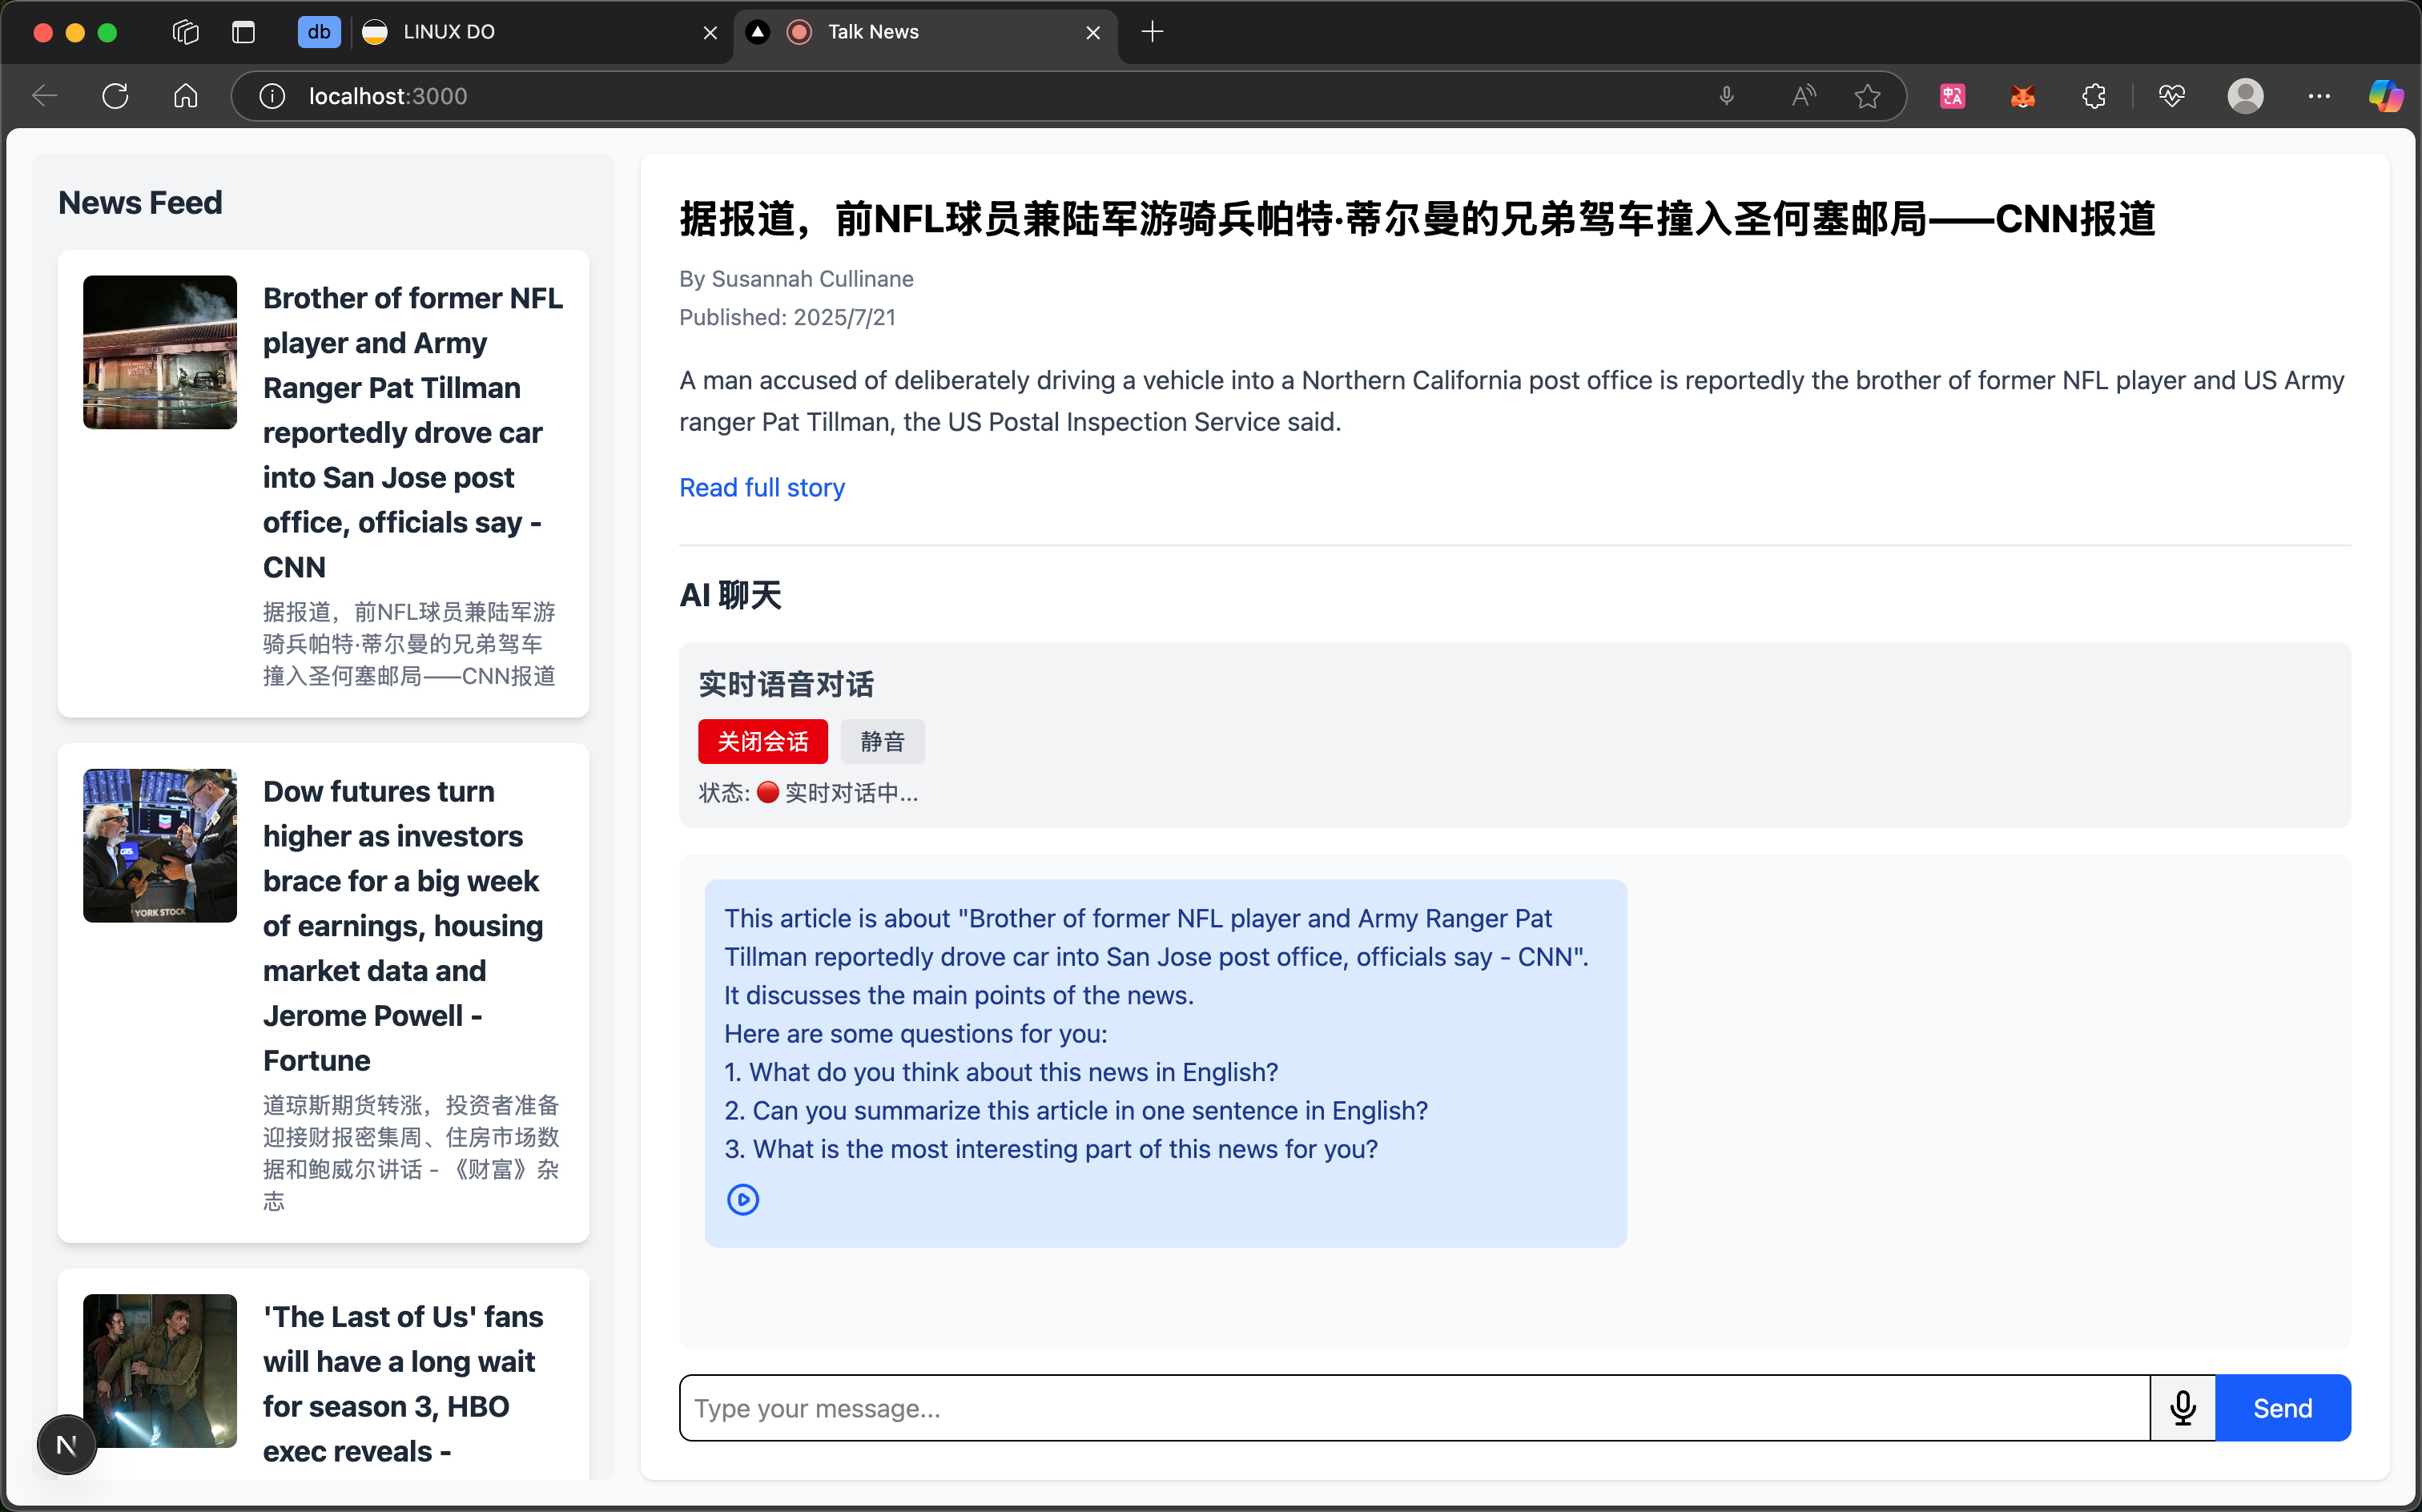 db
LINUX DO
Talk News
localhost:3000
News Feed
Brother of former NFL
player and Army
Ranger Pat Tillman
reportedly drove car
into San Jose post
office, officials say -
CNN
据报道，前NFL球员兼陆军游
骑兵帕特·蒂尔曼的兄弟驾车
撞入圣何塞邮局——CNN报道
GTS
YORK STOCK
Dow futures turn
higher as investors
brace for a big week
of earnings, housing
market data and
Jerome Powell -
Fortune
道琼斯期货转涨，投资者准备
迎接财报密集周、住房市场数
据和鲍威尔讲话 - 《财富》杂
志
'The Last of Us' fans
will have a long wait
for season 3, HBO
exec reveals -
N
据报道，前NFL球员兼陆军游骑兵帕特·蒂尔曼的兄弟驾车撞入圣何塞邮局——CNN报道
By Susannah Cullinane
Published: 2025/7/21
A man accused of deliberately driving a vehicle into a Northern California post office is reportedly the brother of former NFL player and US Army
ranger Pat Tillman, the US Postal Inspection Service said.
Read full story
AI 聊天
实时语音对话
关闭会话
静音
状态: 🔴 实时对话中...
This article is about "Brother of former NFL player and Army Ranger Pat
Tillman reportedly drove car into San Jose post office, officials say - CNN".
It discusses the main points of the news.
Here are some questions for you:
1. What do you think about this news in English?
2. Can you summarize this article in one sentence in English?
3. What is the most interesting part of this news for you?
Type your message...
Send